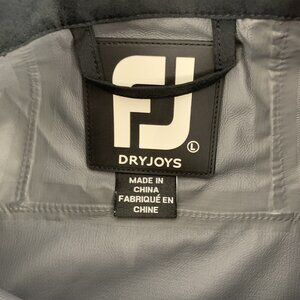 FJ
L
DRYJOYS
MADE IN
CHINA
FABRIQUÉ EN
CHINE